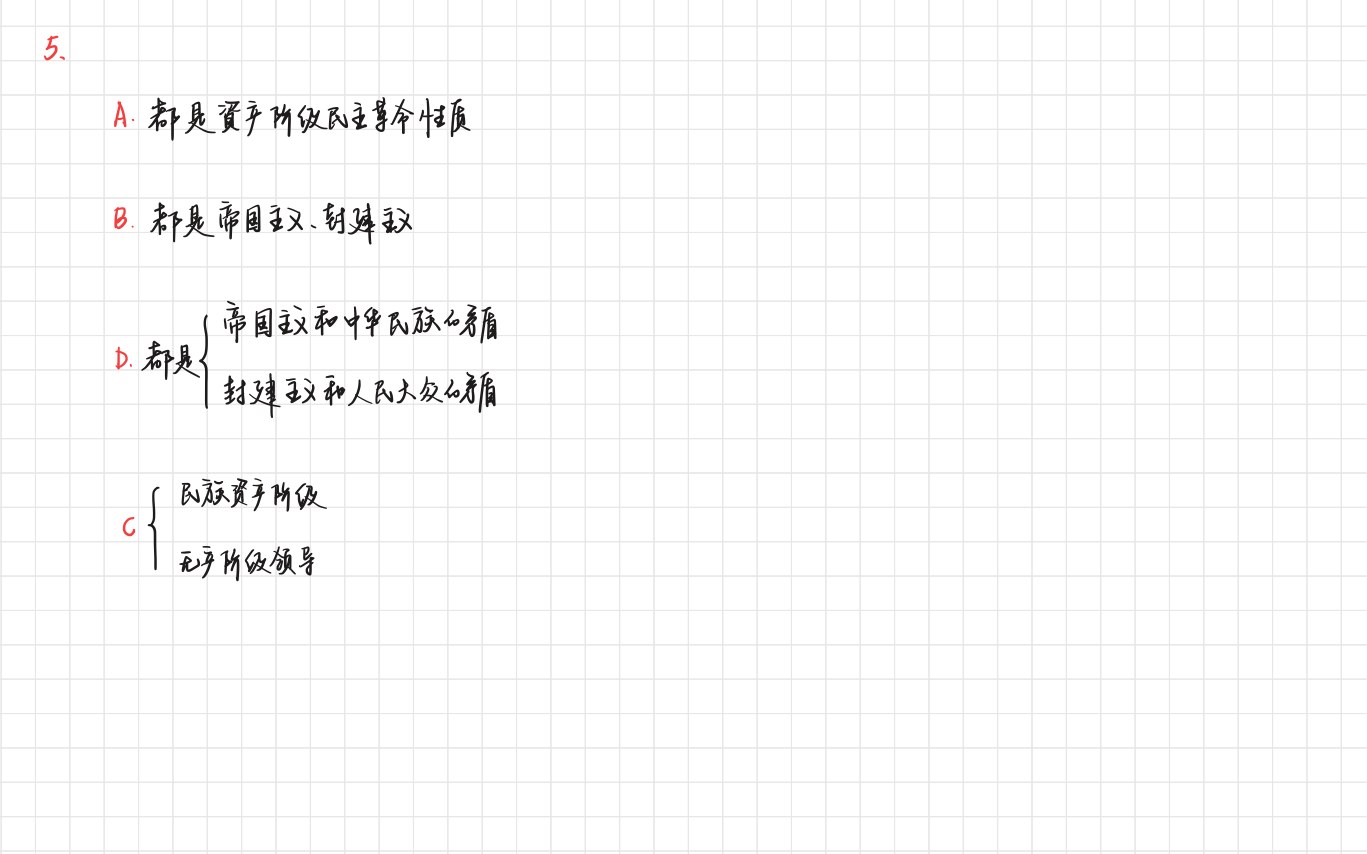 5、
A. 都是資产阶级民主革命性质
B. 都是帝国主义、封建主义
D. 都是
帝国主义和中华民族的矛盾
封建主义和人民大众的矛盾
C
民族资产阶级
无产阶级领导